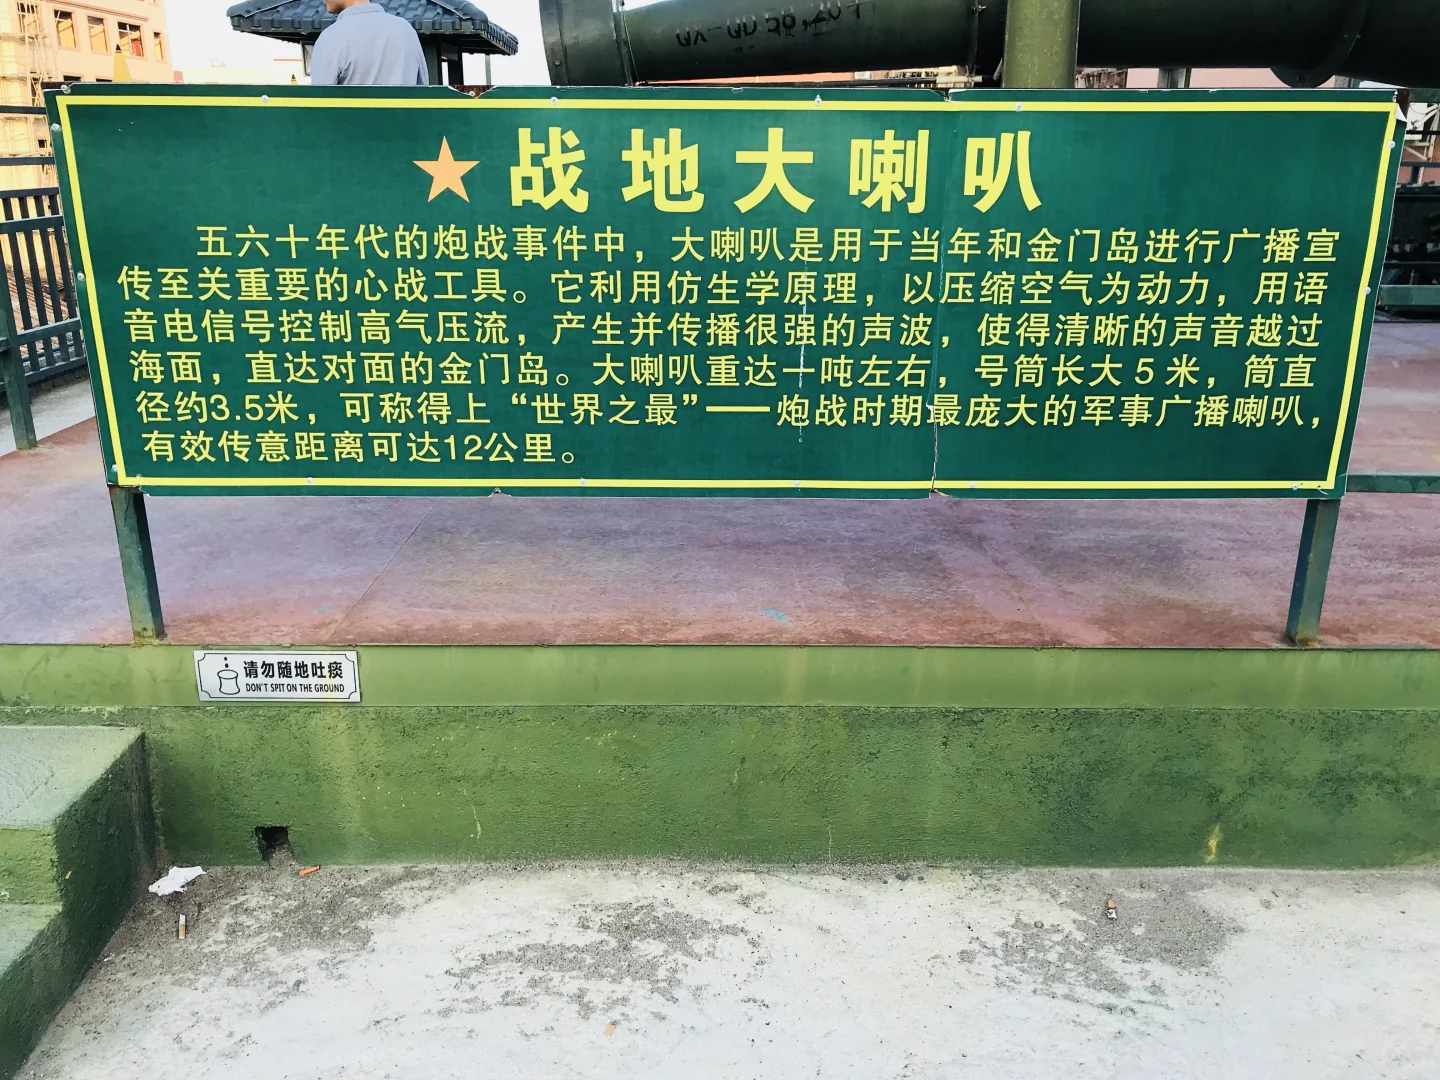 QX-QD
★战地大喇叭
五六十年代的炮战事件中，大喇叭是用于当年和金门岛进行广播宣
传至关重要的心战工具。它利用仿生学原理，以压缩空气为动力，用语
音电信号控制高气压流，产生并传播很强的声波，使得清晰的声音越过
海面，直达对面的金门岛。大喇叭重达一吨左右，号筒长大5米，筒直
径约3.5米，可称得上“世界之最”——炮战时期最庞大的军事广播喇叭，
有效传意距离可达12公里。
请勿随地吐痰
DON'T SPIT ON THE GROUND